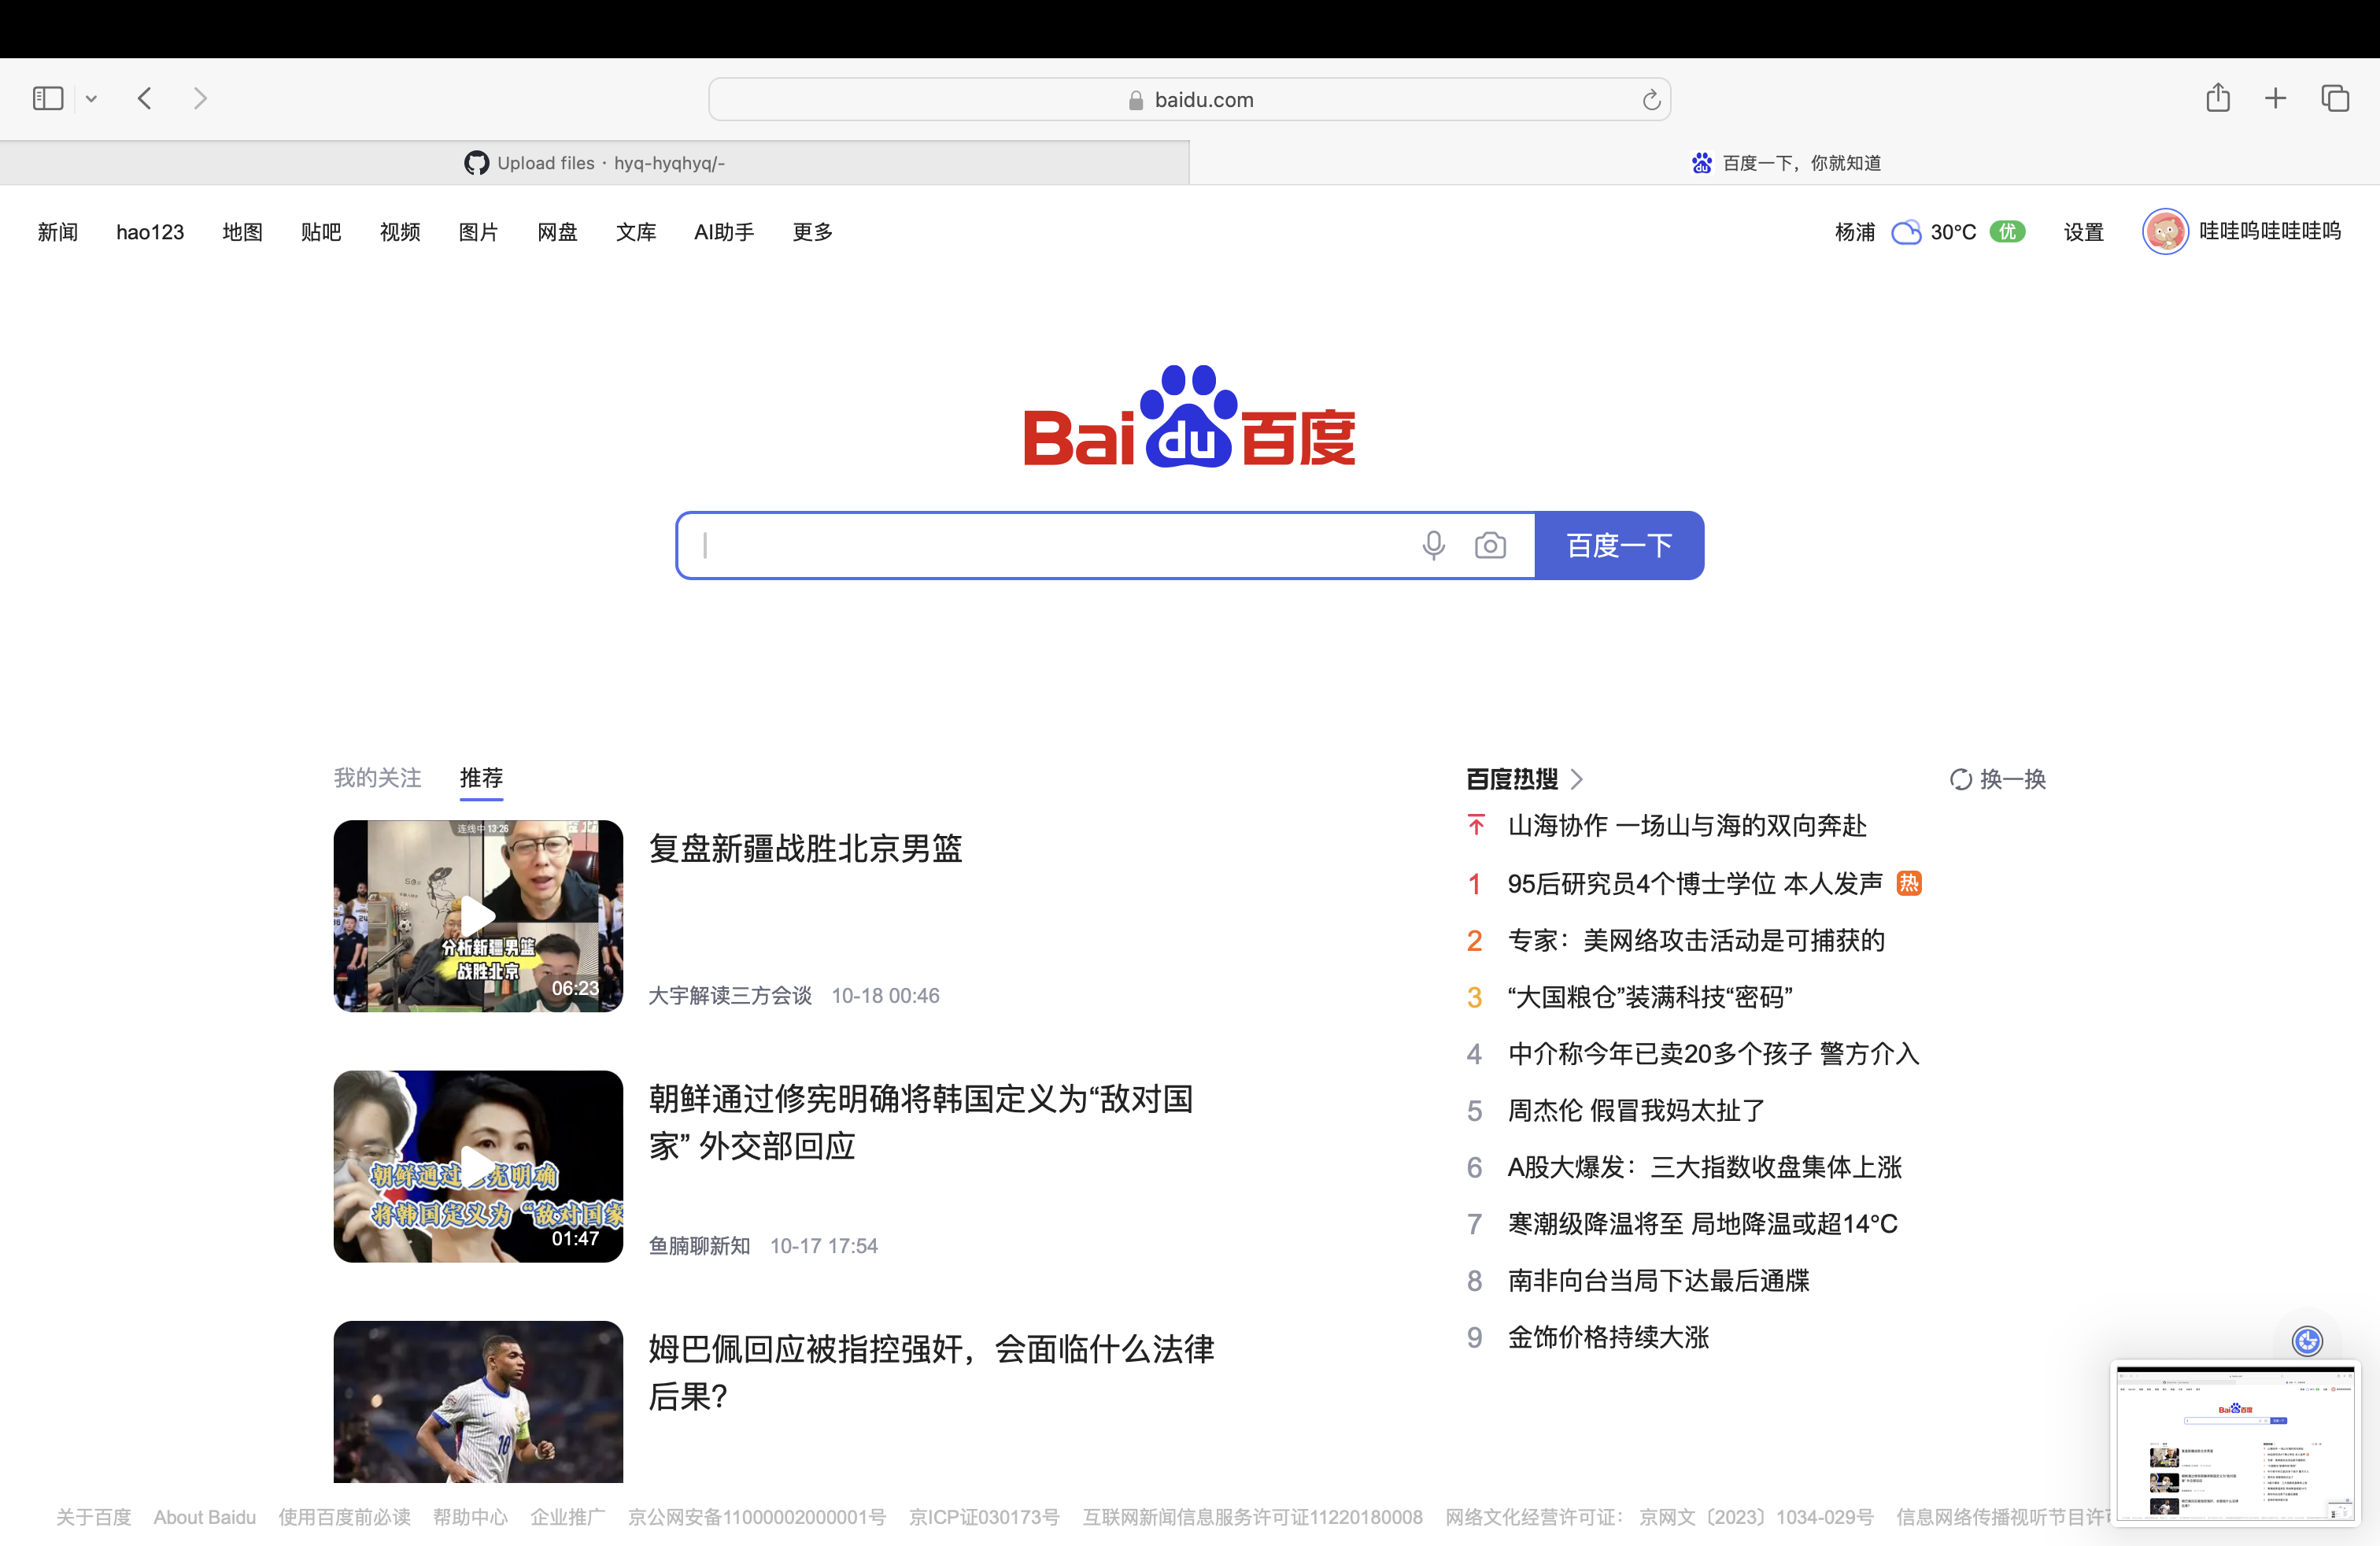 baidu.com
Upload files · hyq-hyqhyq/-
百度一下，你就知道
新闻 hao123 地图 贴吧 视频 图片 网盘 文库 AI助手 更多
杨浦 30°C 优 设置 哇哇呜哇哇哇呜
Bai du 百度
百度一下
我的关注 推荐
连线中 13:26
分析新疆男篮
战胜北京
06:23
复盘新疆战胜北京男篮
大宇解读三方会谈 10-18 00:46
朝鲜通过 宪明确
将韩国定义为“敌对国家
01:47
朝鲜通过修宪明确将韩国定义为“敌对国
家” 外交部回应
鱼腩聊新知 10-17 17:54
10
姆巴佩回应被指控强奸，会面临什么法律
后果?
百度热搜 换一换
山海协作 一场山与海的双向奔赴
1 95后研究员4个博士学位 本人发声 热
2 专家：美网络攻击活动是可捕获的
3 “大国粮仓”装满科技“密码”
4 中介称今年已卖20多个孩子 警方介入
5 周杰伦 假冒我妈太扯了
6 A股大爆发：三大指数收盘集体上涨
7 寒潮级降温将至 局地降温或超14°C
8 南非向台当局下达最后通牒
9 金饰价格持续大涨
Bai du 百度
关于百度 About Baidu 使用百度前必读 帮助中心 企业推广 京公网安备11000002000001号 京ICP证030173号 互联网新闻信息服务许可证11220180008 网络文化经营许可证： 京网文〔2023〕1034-029号 信息网络传播视听节目许